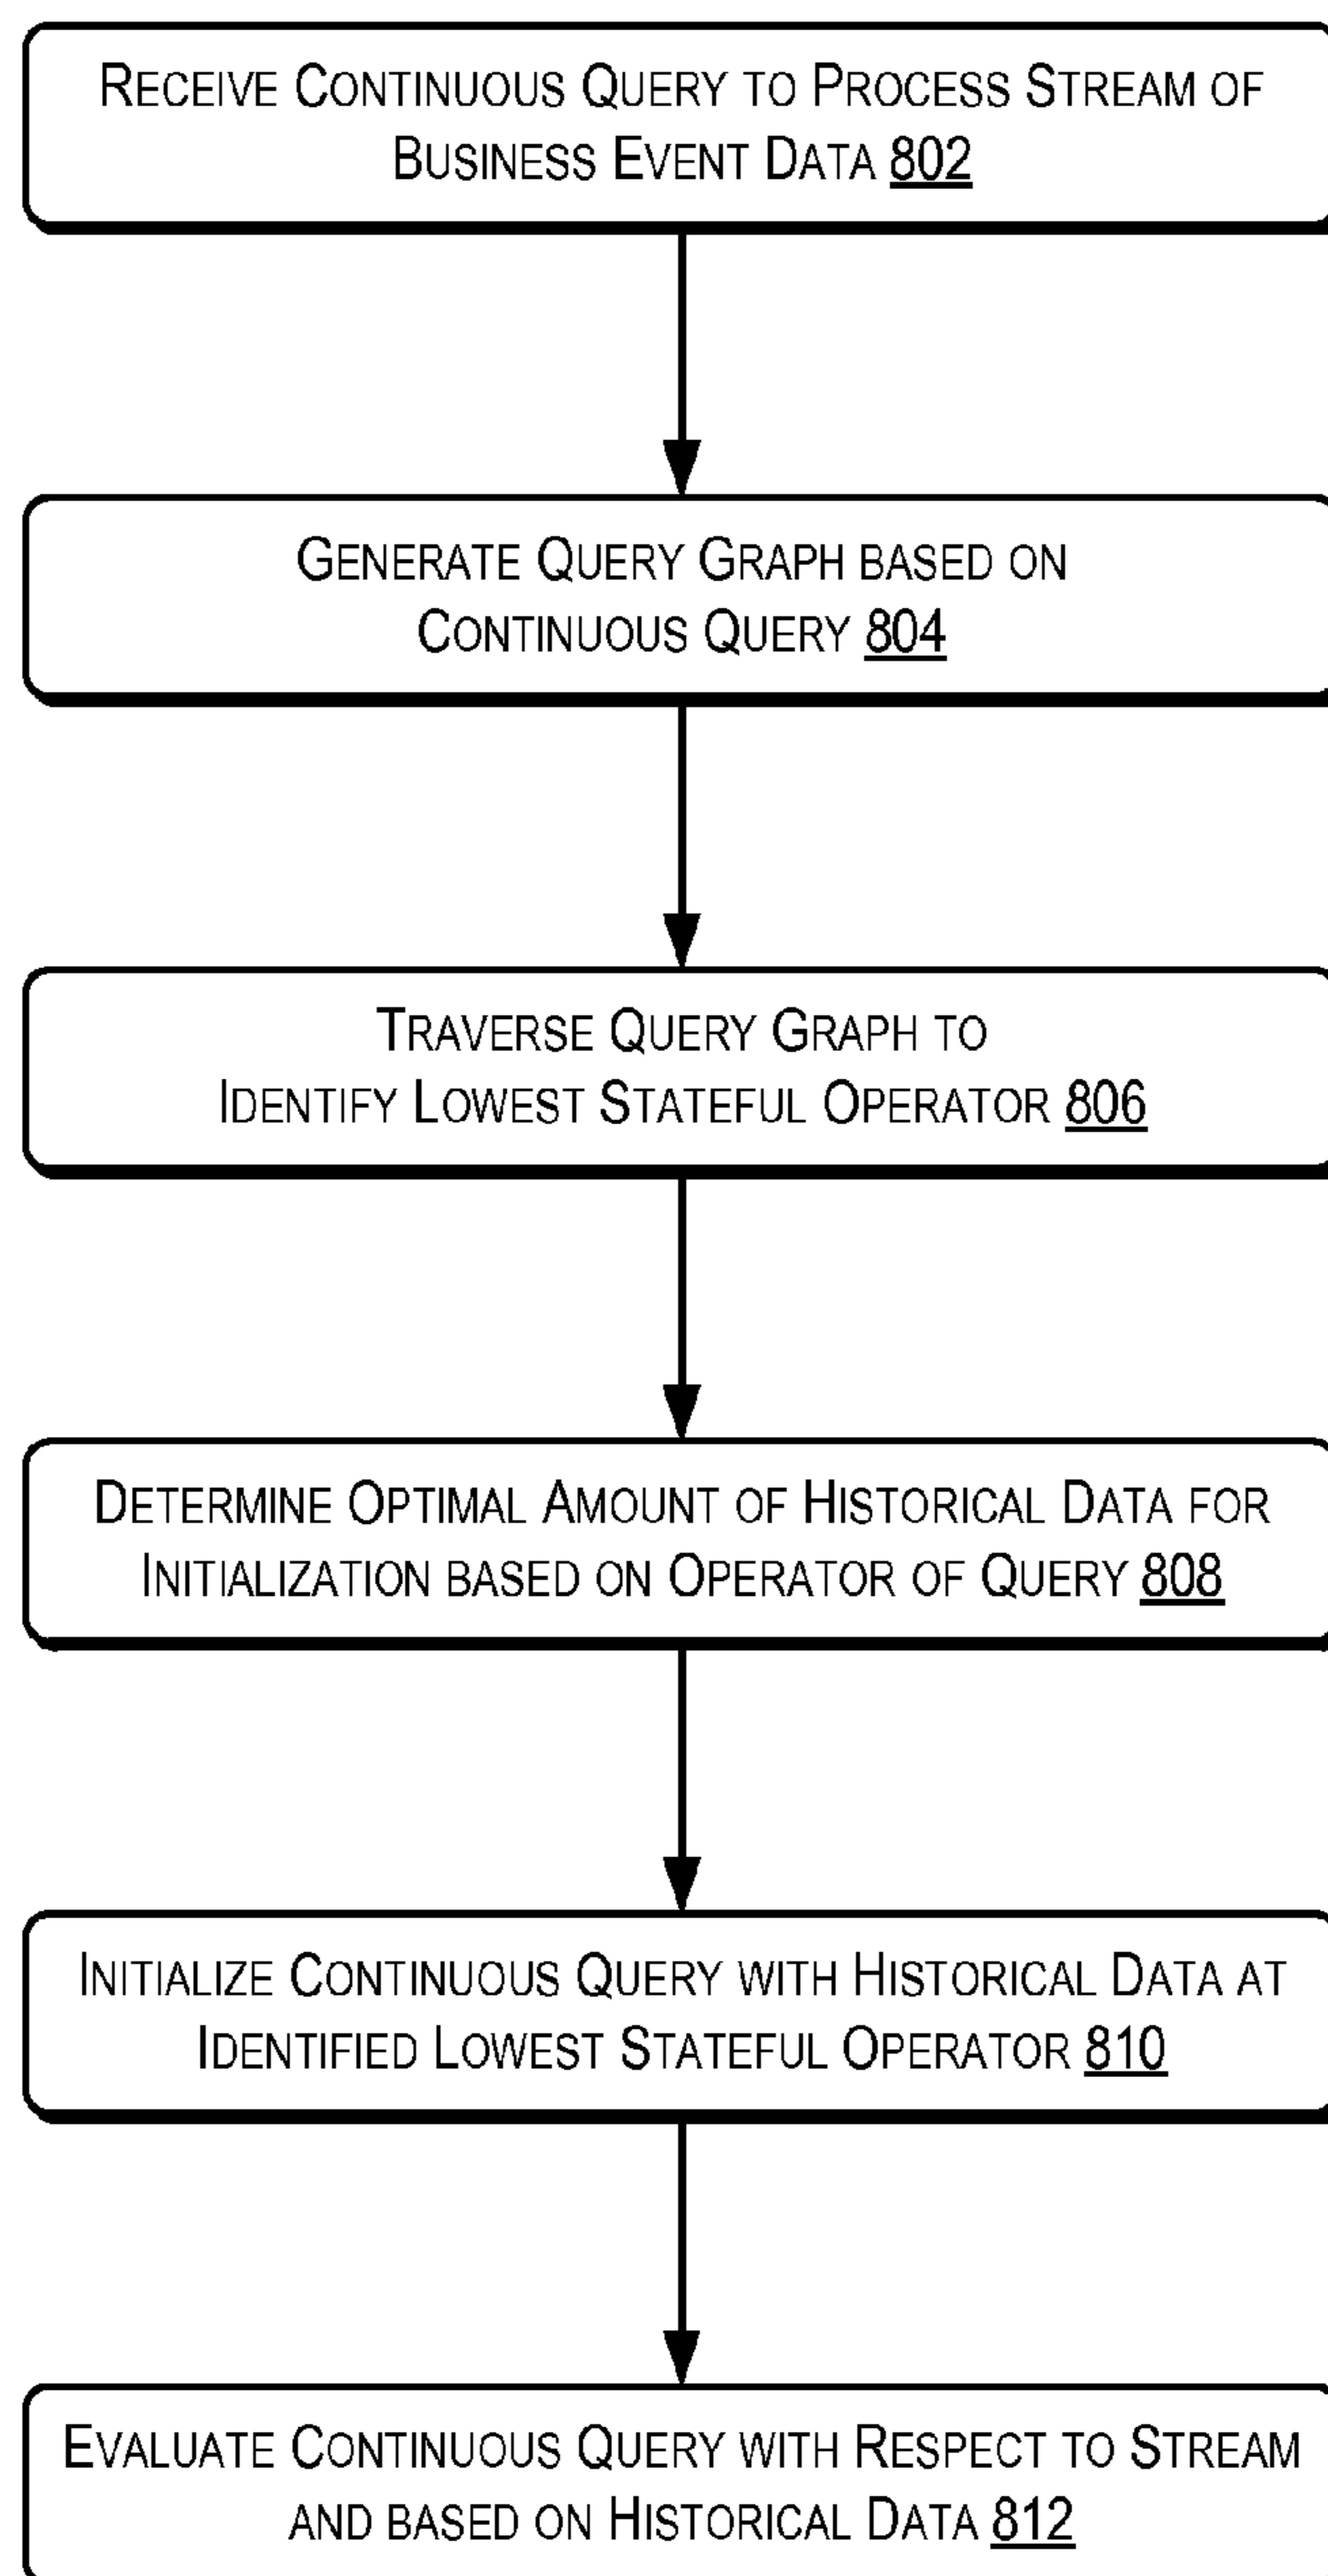 Receive Continuous Query to Process Stream of
Business Event Data 802
Generate Query Graph based on
Continuous Query 804
Traverse Query Graph to
Identify Lowest Stateful Operator 806
Determine Optimal Amount of Historical Data for
Initialization based on Operator of Query 808
Initialize Continuous Query with Historical Data at
Identified Lowest Stateful Operator 810
Evaluate Continuous Query with Respect to Stream
and based on Historical Data 812